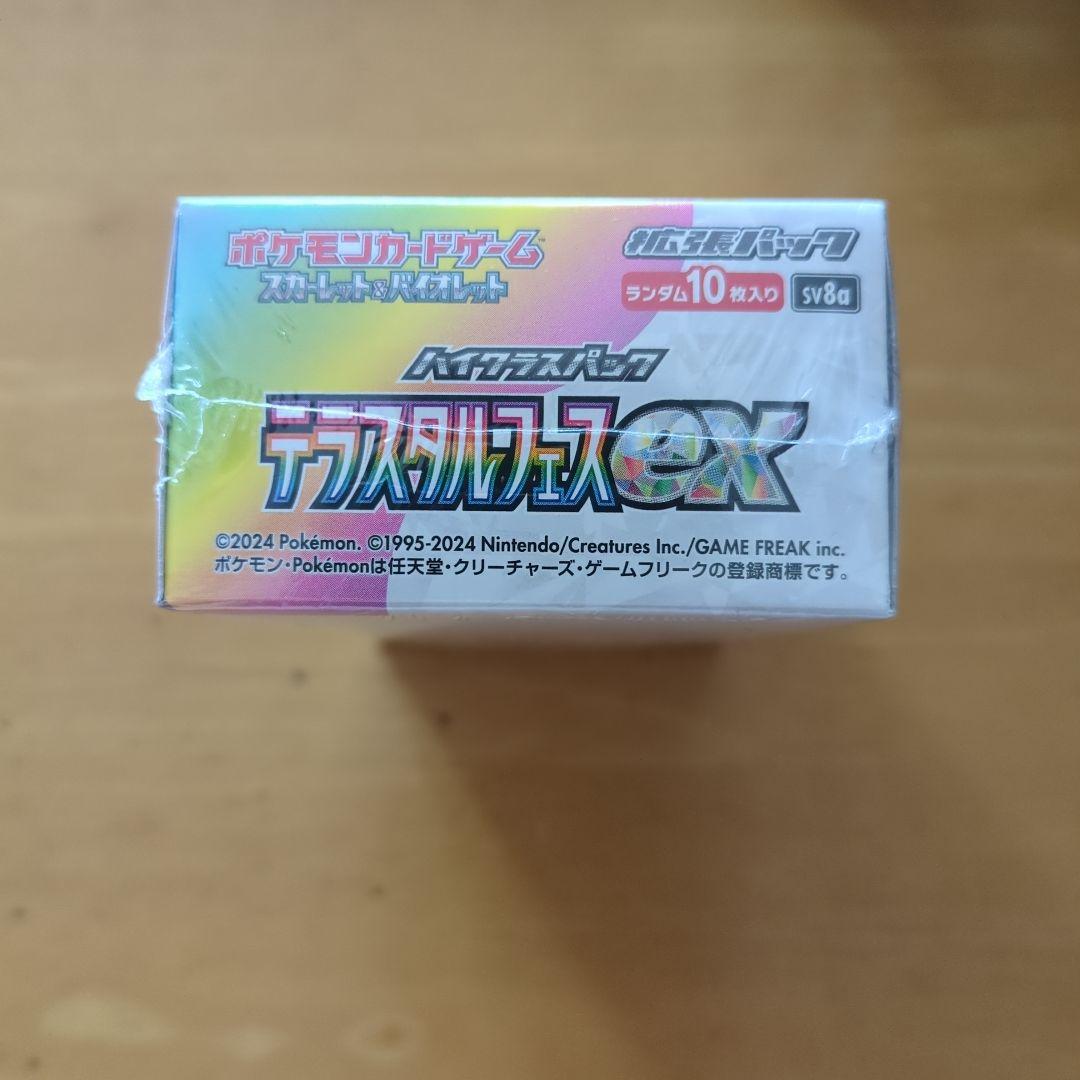 ポケモンカードゲーム™
スカーレット&バイオレット
拡張パック
ランダム10枚入り
SV8a
ハイクラスパック
テラスタルフェスex
©2024 Pokémon. ©1995-2024 Nintendo/Creatures Inc./GAME FREAK inc.
ポケモン・Pokémonは任天堂・クリーチャーズ・ゲームフリークの登録商標です。